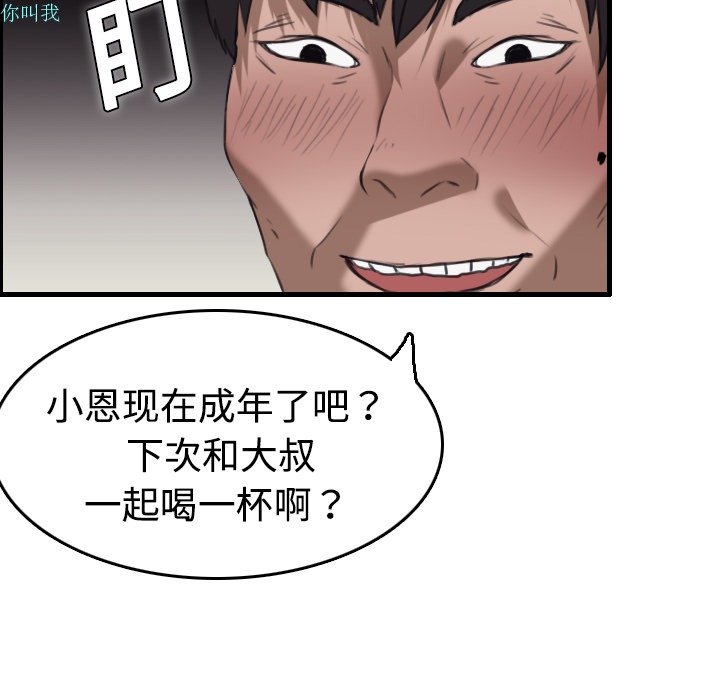 你叫我
盯
小恩现在成年了吧？
下次和大叔
一起喝一杯啊？